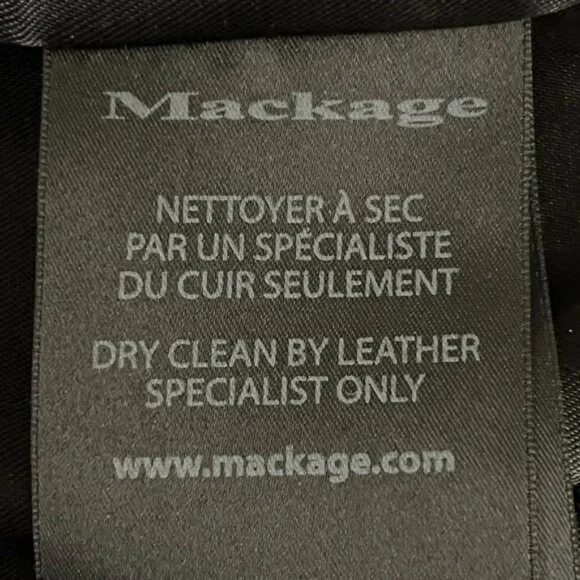 Mackage
NETTOYER À SEC
PAR UN SPÉCIALISTE
DU CUIR SEULEMENT
DRY CLEAN BY LEATHER
SPECIALIST ONLY
www.mackage.com